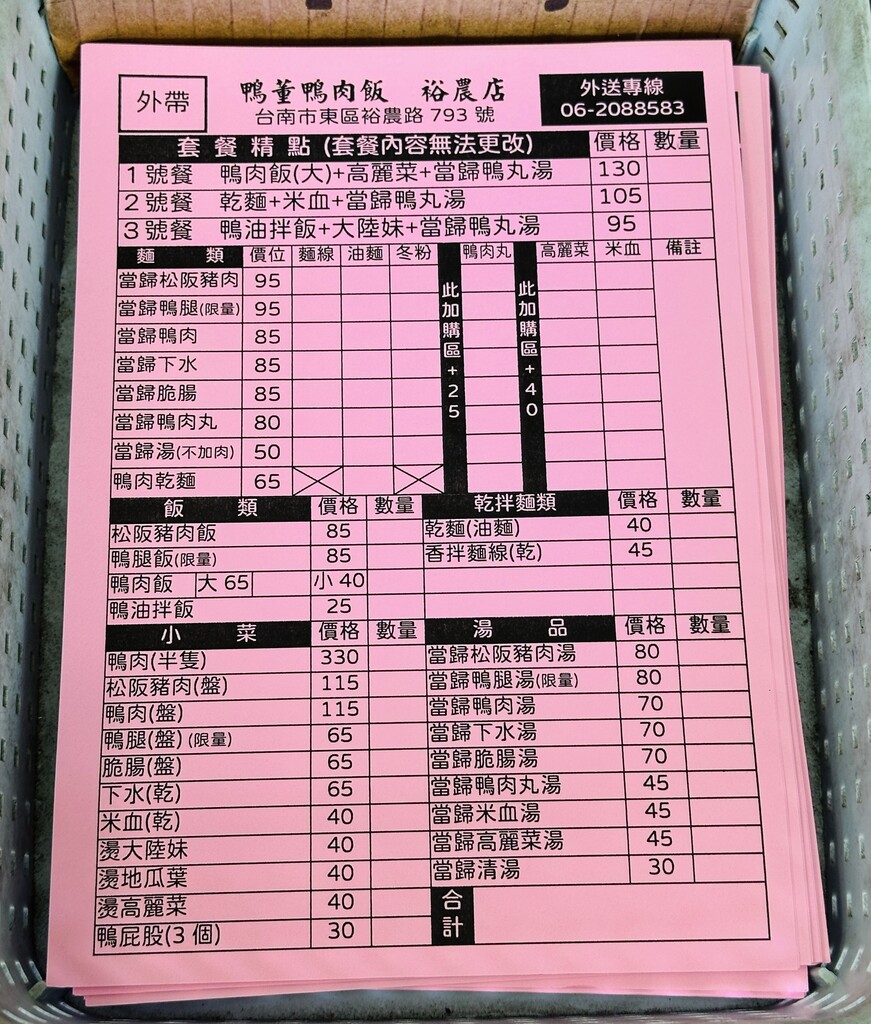 外帶
鴨董鴨肉飯 裕農店
台南市東區裕農路 793 號
外送專線
06-2088583
套餐精點 (套餐內容無法更改) 價格 數量
1 號餐 鴨肉飯(大)+高麗菜+當歸鴨丸湯 130
2 號餐 乾麵+米血+當歸鴨丸湯 105
3 號餐 鴨油拌飯+大陸妹+當歸鴨丸湯 95
麵類 價位 麵線 油麵 冬粉 鴨肉丸 高麗菜 米血 備註
此加購區+25
此加購區+40
當歸松阪豬肉 95
當歸鴨腿(限量) 95
當歸鴨肉 85
當歸下水 85
當歸脆腸 85
當歸鴨肉丸 80
當歸湯(不加肉) 50
鴨肉乾麵 65
飯類 價格 數量
松阪豬肉飯 85
鴨腿飯(限量) 85
鴨肉飯 大 65 小 40
鴨油拌飯 25
乾拌麵類 價格 數量
乾麵(油麵) 40
香拌麵線(乾) 45
小菜 價格 數量
鴨肉(半隻) 330
松阪豬肉(盤) 115
鴨肉(盤) 115
鴨腿(盤)(限量) 65
脆腸(盤) 65
下水(乾) 65
米血(乾) 40
燙大陸妹 40
燙地瓜葉 40
燙高麗菜 40
鴨屁股(3 個) 30
湯品 價格 數量
當歸松阪豬肉湯 80
當歸鴨腿湯(限量) 80
當歸鴨肉湯 70
當歸下水湯 70
當歸脆腸湯 70
當歸鴨肉丸湯 45
當歸米血湯 45
當歸高麗菜湯 45
當歸清湯 30
合計